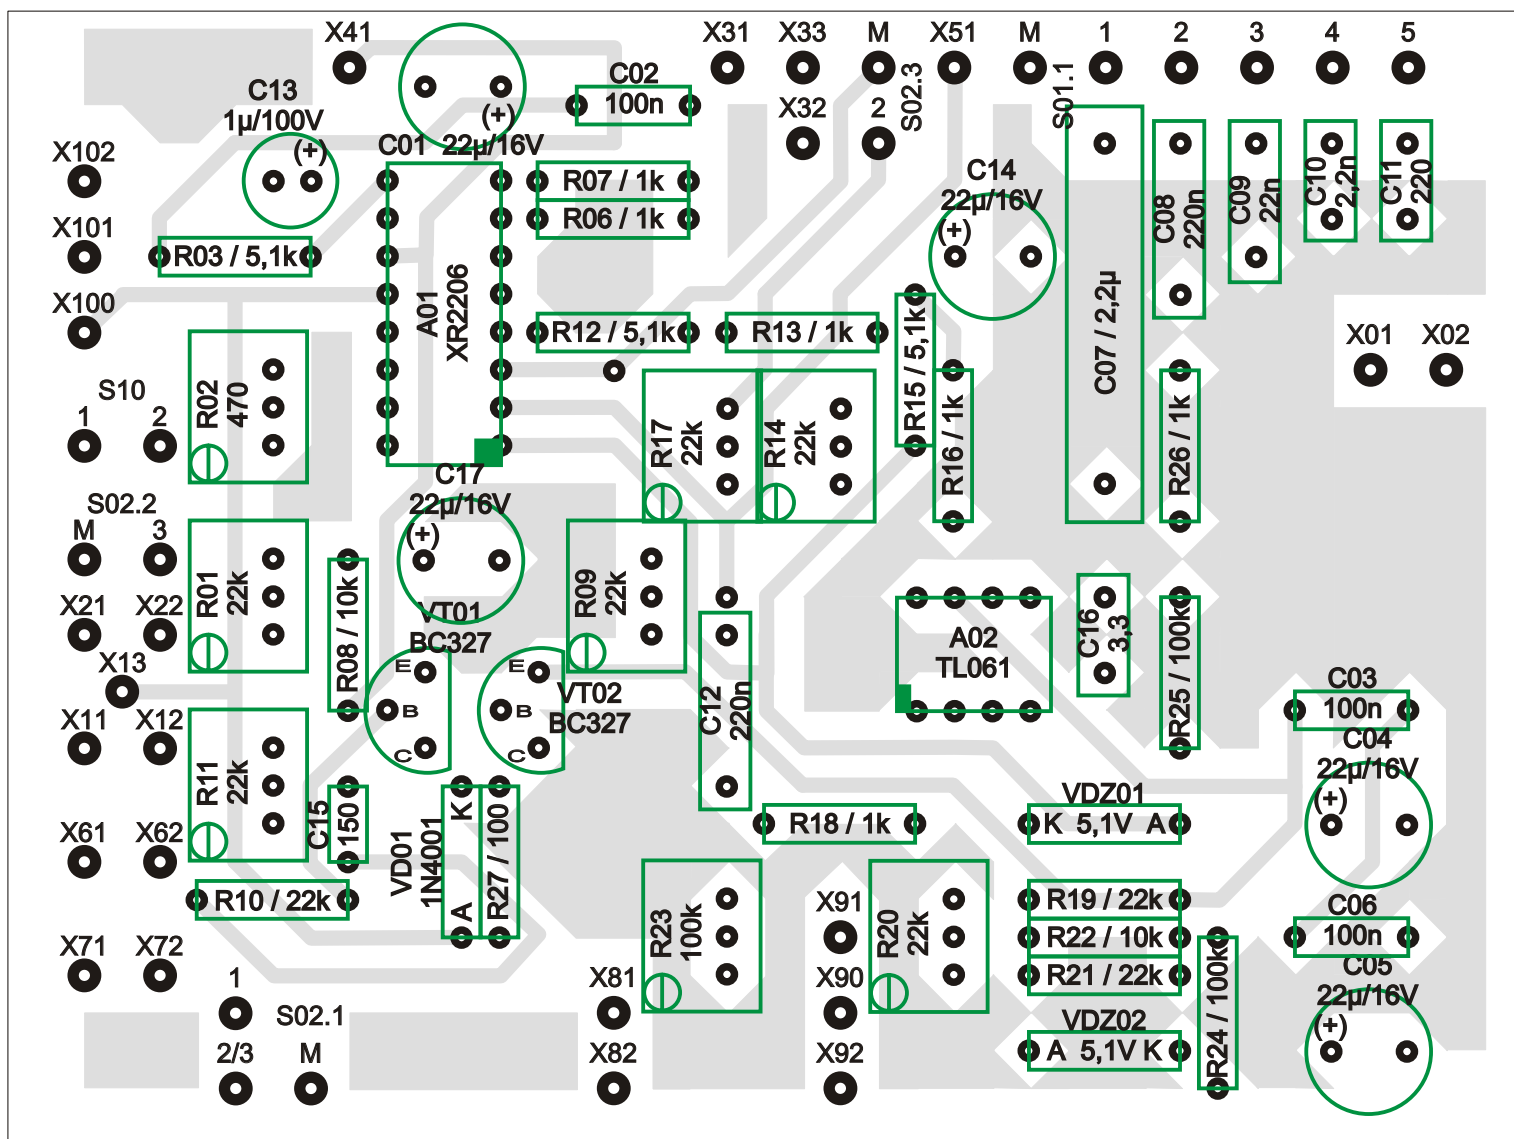 X41
X31
X33
M
X51
M
1
2
3
4
5
C13
1µ/100V
(+)
(+)
C01 22µ/16V
C02
100n
X32
2
S02.3
S01.1
X102
X101
X100
R03 / 5,1k
R07 / 1k
R06 / 1k
A01
XR2206
C14
22µ/16V
(+)
C07 / 2,2µ
C08
220n
C09
22n
C10
2,2n
C11
220
R12 / 5,1k
R13 / 1k
R15 / 5,1k
R16 / 1k
R26 / 1k
X01
X02
S10
1
2
R02
470
R17
22k
R14
22k
C17
22µ/16V
(+)
S02.2
M
3
R01
22k
R08 / 10k
R09
22k
X21
X22
X13
VT01
BC327
E
B
C
E
B
C
VT02
BC327
C12
220n
A02
TL061
C16
3,3
R25 / 100k
C03
100n
C04
22µ/16V
(+)
X11
X12
R11
22k
C15
150
VD01
1N4001
K
A
R27 / 100
R18 / 1k
VDZ01
K 5,1V A
X61
X62
R10 / 22k
R23
100k
X91
R20
22k
R19 / 22k
R22 / 10k
R21 / 22k
C06
100n
C05
22µ/16V
(+)
X71
X72
1
S02.1
2/3
M
X81
X82
X90
X92
VDZ02
A 5,1V K
R24 / 100k